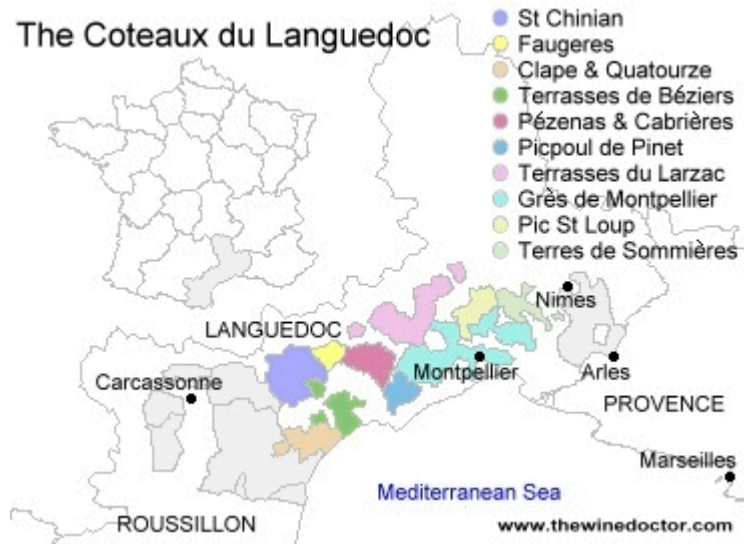 The Coteaux du Languedoc
St Chinian
Faugeres
Clape & Quatourze
Terrasses de Béziers
Pézenas & Cabrières
Picpoul de Pinet
Terrasses du Larzac
Grès de Montpellier
Pic St Loup
Terres de Sommières
Nimes
LANGUEDOC
Carcassonne
Montpellier
Arles
PROVENCE
Marseilles
Mediterranean Sea
ROUSSILLON
www.thewinedoctor.com